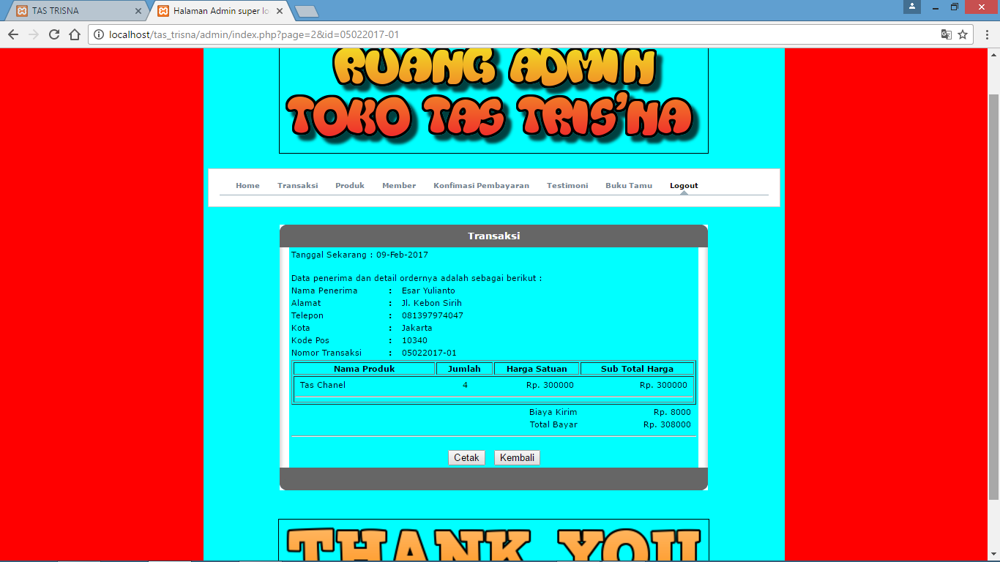 TAS TRISNA
Halaman Admin super lo
localhost/tas_trisna/admin/index.php?page=2&id=05022017-01
RUANG ADMIN
TOKO TAS TRIS'NA
Home Transaksi Produk Member Konfimasi Pembayaran Testimoni Buku Tamu Logout
Transaksi
Tanggal Sekarang : 09-Feb-2017
Data penerima dan detail ordernya adalah sebagai berikut :
Nama Penerima : Esar Yulianto
Alamat : Jl. Kebon Sirih
Telepon : 081397974047
Kota : Jakarta
Kode Pos : 10340
Nomor Transaksi : 05022017-01
Nama Produk Jumlah Harga Satuan Sub Total Harga
Tas Chanel 4 Rp. 300000 Rp. 300000
Biaya Kirim Rp. 8000
Total Bayar Rp. 308000
Cetak Kembali
THANK YOU